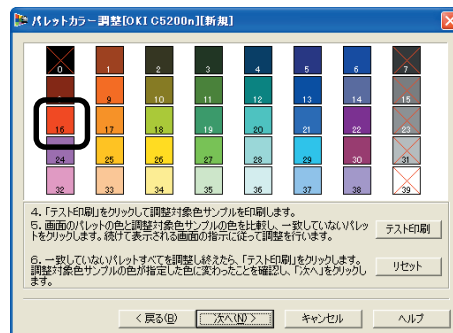 パレットカラー調整[OKI C5200n][新規]
0 1 2 3 4 5 6 7
9 10 11 12 13 14 15
16 17 18 19 20 21 22 23
24 25 26 27 28 29 30 31
32 33 34 35 36 37 38 39
4.「テスト印刷」をクリックして調整対象色サンプルを印刷します。
5. 画面のパレットの色と調整対象色サンプルの色を比較し、一致していないパレッ
トをクリックします。続けて表示される画面の指示に従って調整を行います。
テスト印刷
6. 一致していないパレットすべてを調整し終えたら、「テスト印刷」をクリックします。
調整対象色サンプルの色が指定した色に変わったことを確認し、「次へ」をクリックし
ます。
リセット
< 戻る(B) 次へ(N) > キャンセル ヘルプ